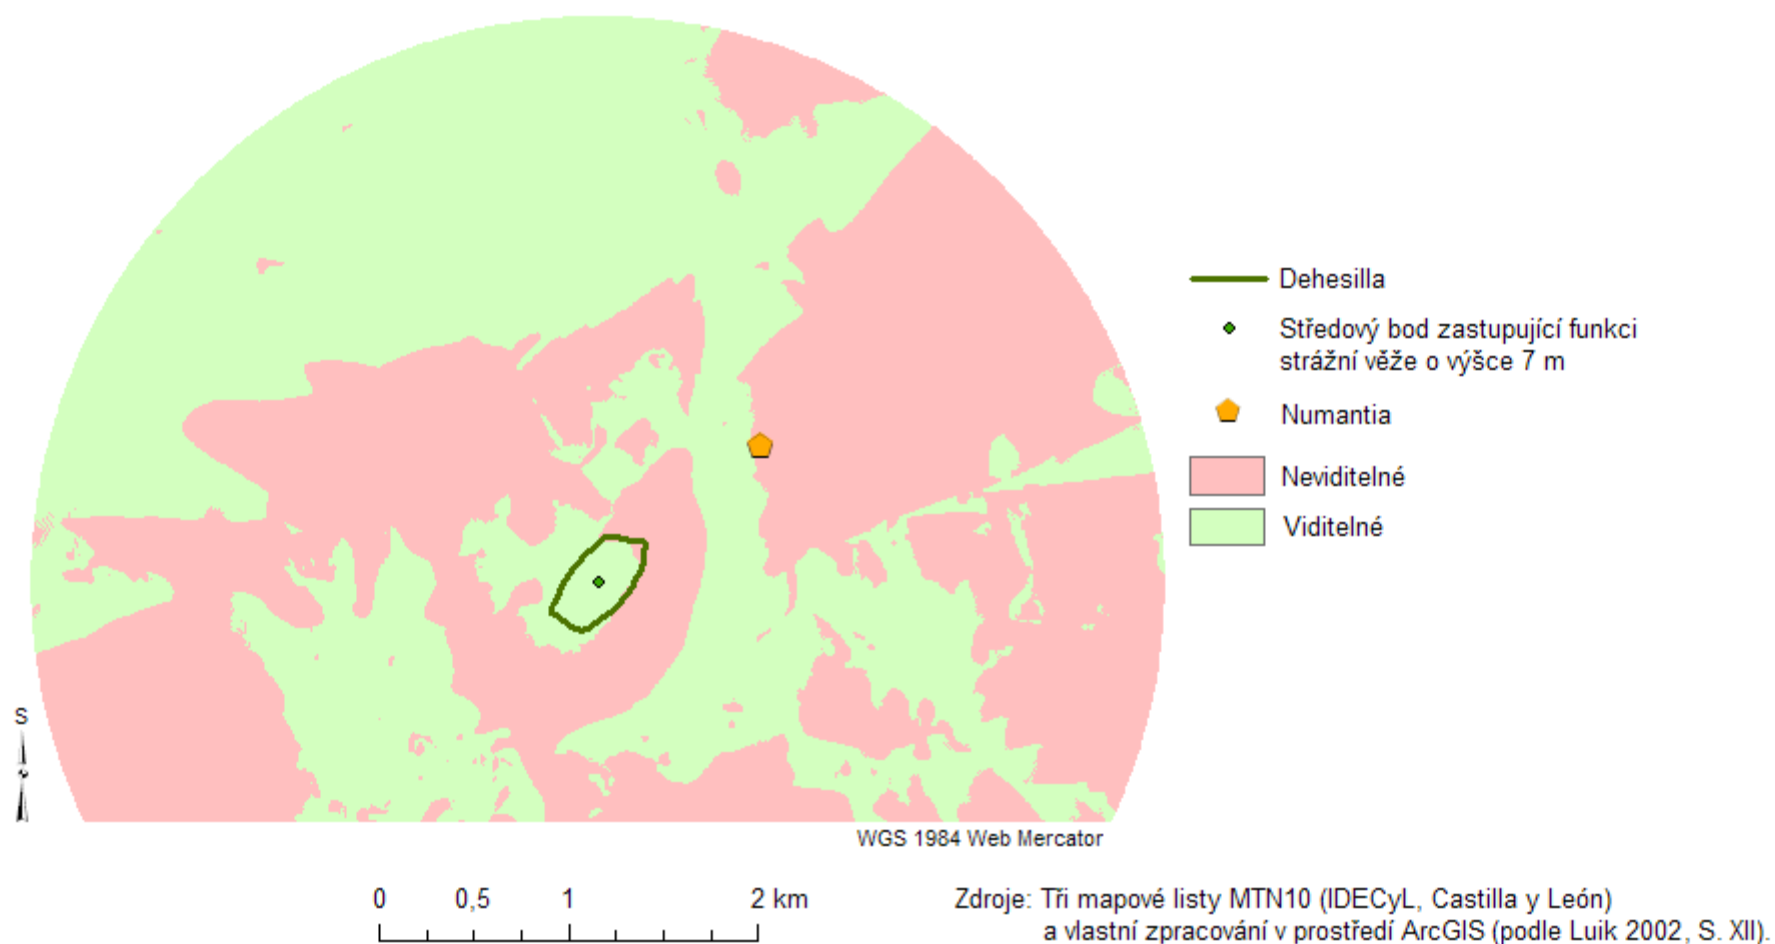 Dehesilla
Středový bod zastupující funkci
strážní věže o výšce 7 m
Numantia
Neviditelné
Viditelné
S
WGS 1984 Web Mercator
0 0,5 1 2 km
Zdroje: Tři mapové listy MTN10 (IDECyL, Castilla y León)
a vlastní zpracování v prostředí ArcGIS (podle Luik 2002, S. XII).